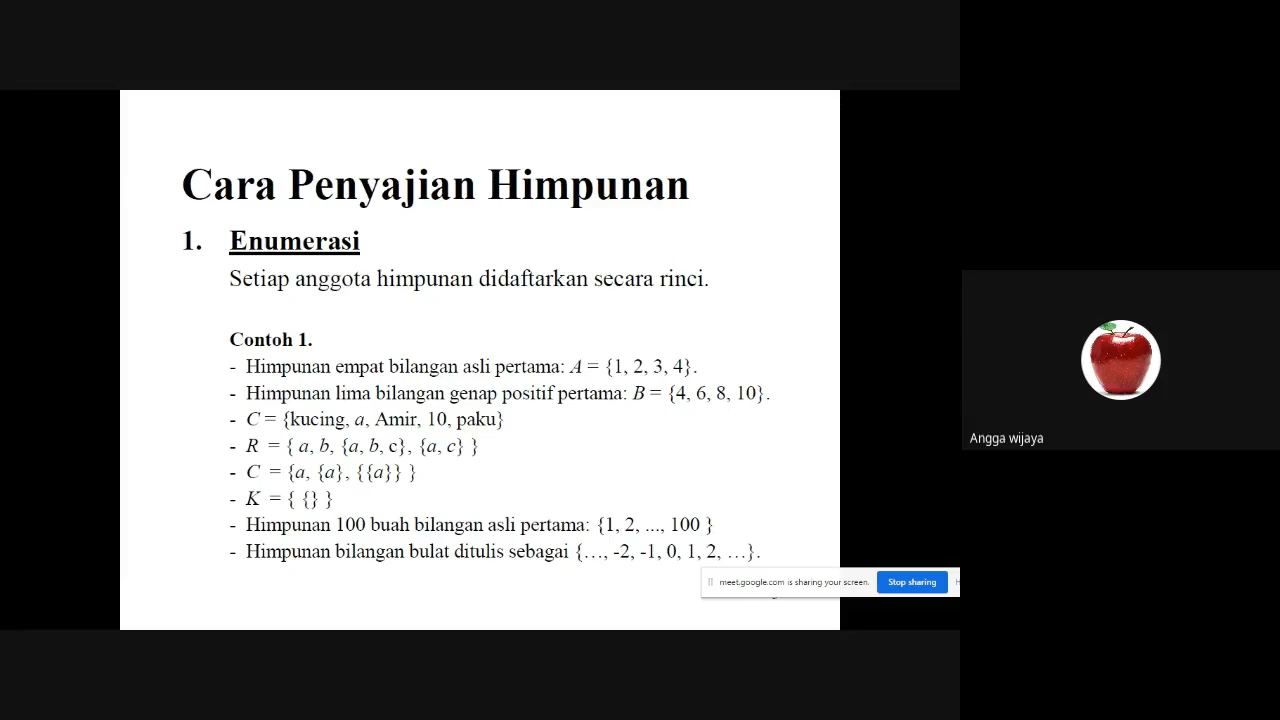 Cara Penyajian Himpunan
1. Enumerasi
Setiap anggota himpunan didaftarkan secara rinci.
Contoh 1.
- Himpunan empat bilangan asli pertama: A = {1, 2, 3, 4}.
- Himpunan lima bilangan genap positif pertama: B = {4, 6, 8, 10}.
- C = {kucing, a, Amir, 10, paku}
- R = { a, b, {a, b, c}, {a, c} }
- C = {a, {a}, {{a}} }
- K = { {} }
- Himpunan 100 buah bilangan asli pertama: {1, 2, ..., 100 }
- Himpunan bilangan bulat ditulis sebagai {…, -2, -1, 0, 1, 2, …}.
meet.google.com is sharing your screen. Stop sharing
Angga wijaya